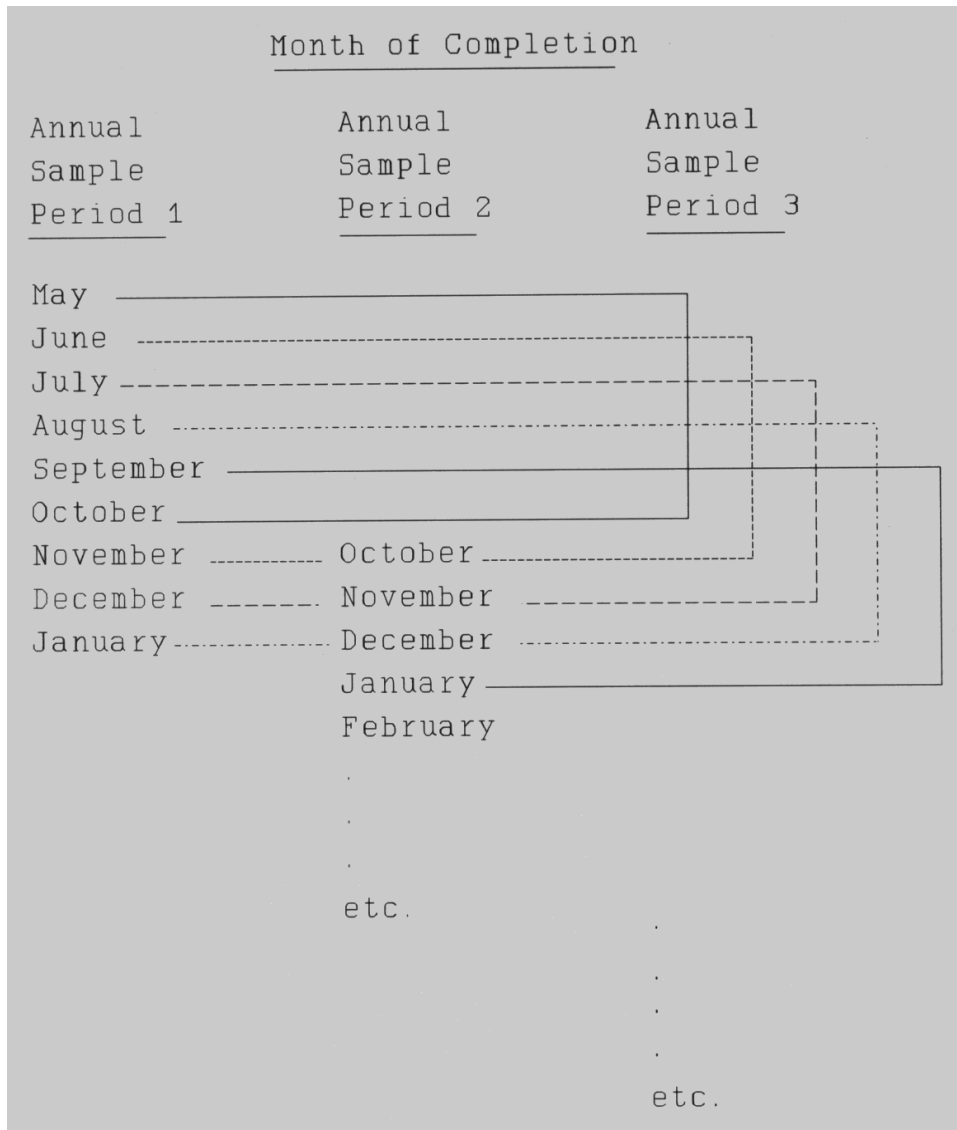 Month of Completion
Annual Annual Annual
Sample Sample Sample
Period 1 Period 2 Period 3
May
June
July
August
September
October
November October
December November
January December
January
February
.
.
.
etc.
.
.
.
.
etc.